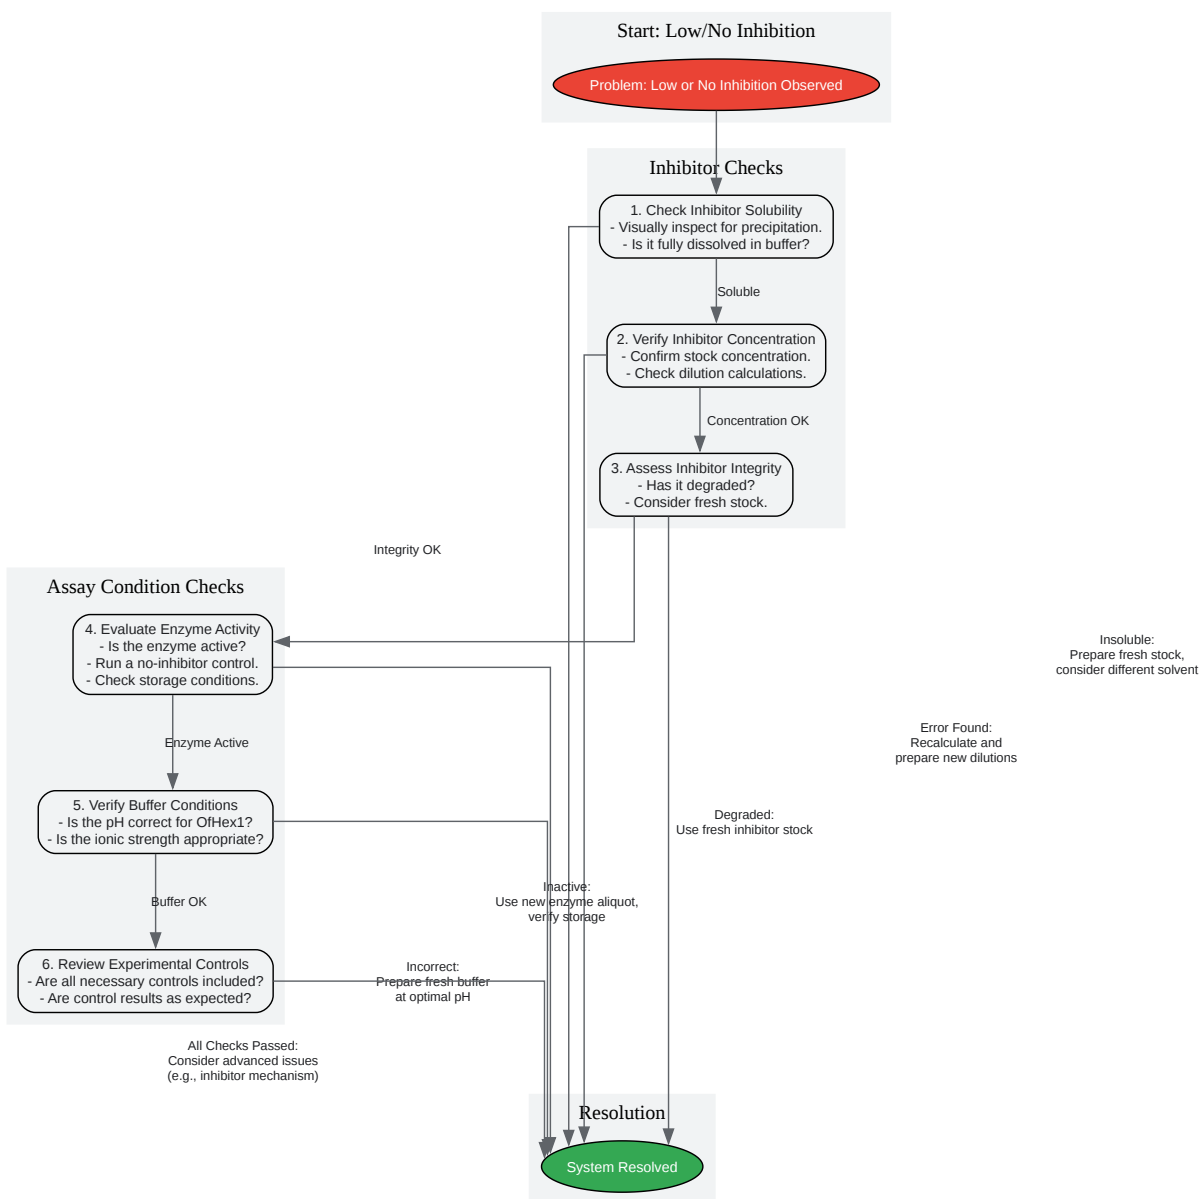 Start: Low/No Inhibition
Problem: Low or No Inhibition Observed
Inhibitor Checks
1. Check Inhibitor Solubility
- Visually inspect for precipitation.
- Is it fully dissolved in buffer?
Soluble
2. Verify Inhibitor Concentration
- Confirm stock concentration.
- Check dilution calculations.
Concentration OK
3. Assess Inhibitor Integrity
- Has it degraded?
- Consider fresh stock.
Integrity OK
Assay Condition Checks
4. Evaluate Enzyme Activity
- Is the enzyme active?
- Run a no-inhibitor control.
- Check storage conditions.
Insoluble:
Prepare fresh stock,
consider different solvent
Error Found:
Recalculate and
prepare new dilutions
Enzyme Active
5. Verify Buffer Conditions
- Is the pH correct for OfHex1?
- Is the ionic strength appropriate?
Degraded:
Use fresh inhibitor stock
Inactive:
Use new enzyme aliquot,
verify storage
Buffer OK
6. Review Experimental Controls
- Are all necessary controls included?
- Are control results as expected?
Incorrect:
Prepare fresh buffer
at optimal pH
All Checks Passed:
Consider advanced issues
(e.g., inhibitor mechanism)
Resolution
System Resolved